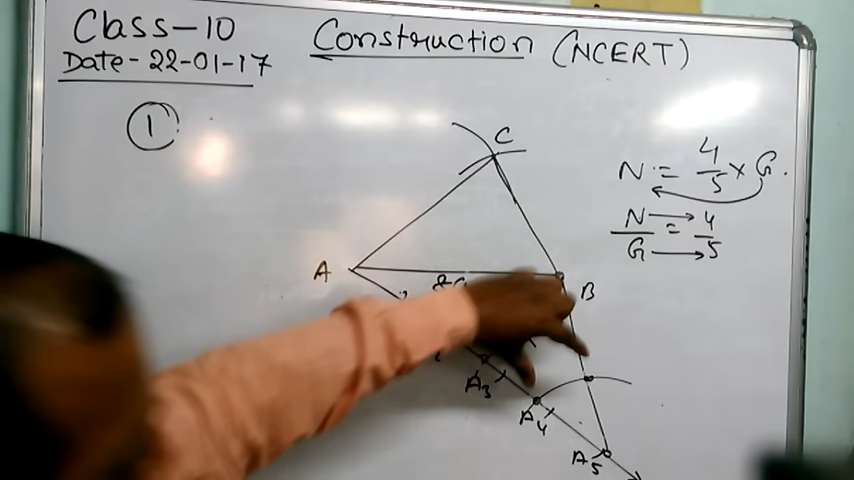 Class-10
Date-22-01-17
Construction (NCERT)
1
C
N = 4/5 × G.
N/G = 4/5
A
B
A3
A4
A5